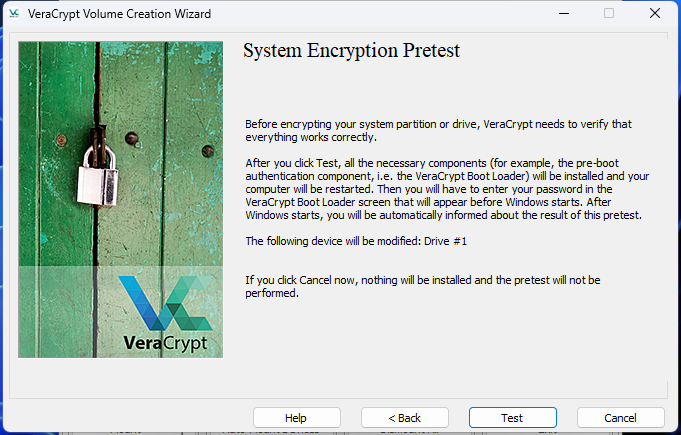 VeraCrypt Volume Creation Wizard
System Encryption Pretest
Before encrypting your system partition or drive, VeraCrypt needs to verify that
everything works correctly.
After you click Test, all the necessary components (for example, the pre-boot
authentication component, i.e. the VeraCrypt Boot Loader) will be installed and your
computer will be restarted. Then you will have to enter your password in the
VeraCrypt Boot Loader screen that will appear before Windows starts. After
Windows starts, you will be automatically informed about the result of this pretest.
The following device will be modified: Drive #1
If you click Cancel now, nothing will be installed and the pretest will not be
performed.
VeraCrypt
Help
< Back
Test
Cancel